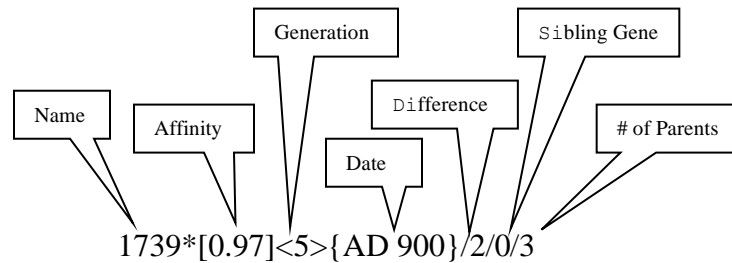 Generation
Sibling Gene
Name
Affinity
Difference
# of Parents
Date
1739*[0.97]<5>{AD 900}/2/0/3